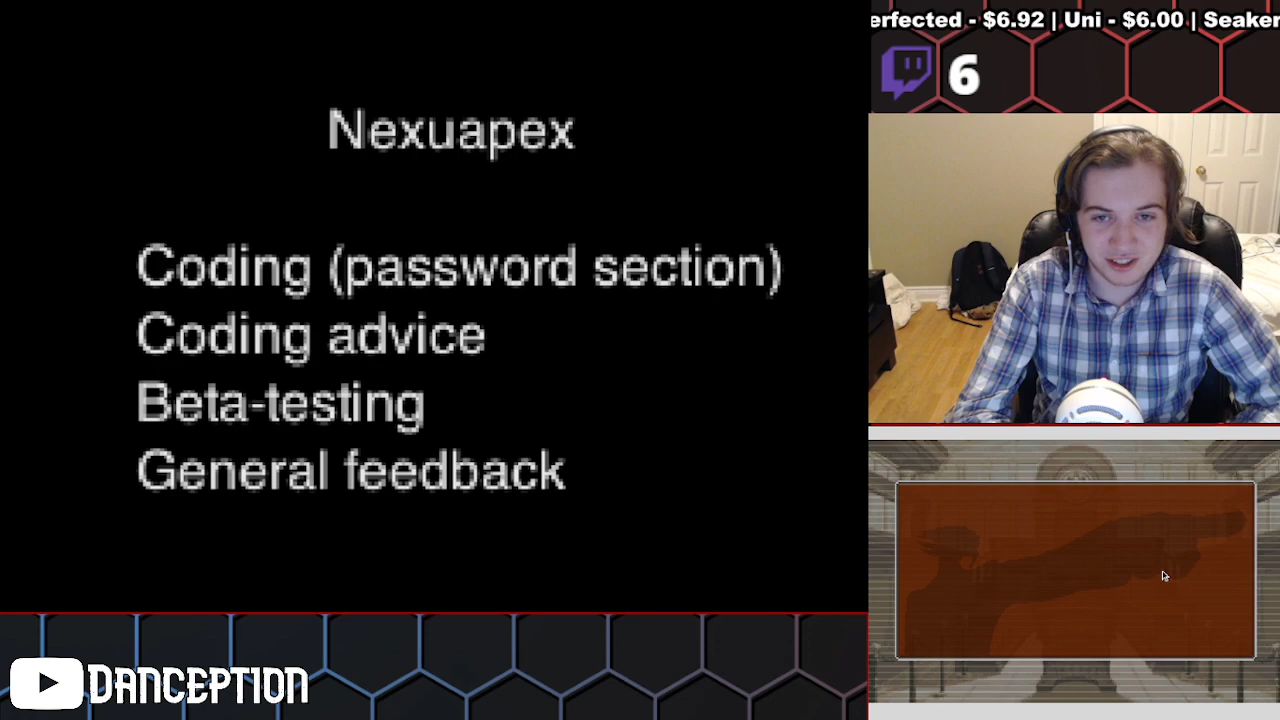 Nexuapex
Coding (password section)
Coding advice
Beta-testing
General feedback
erfected - $6.92 | Uni - $6.00 | Seaker
6
DANCEPTION